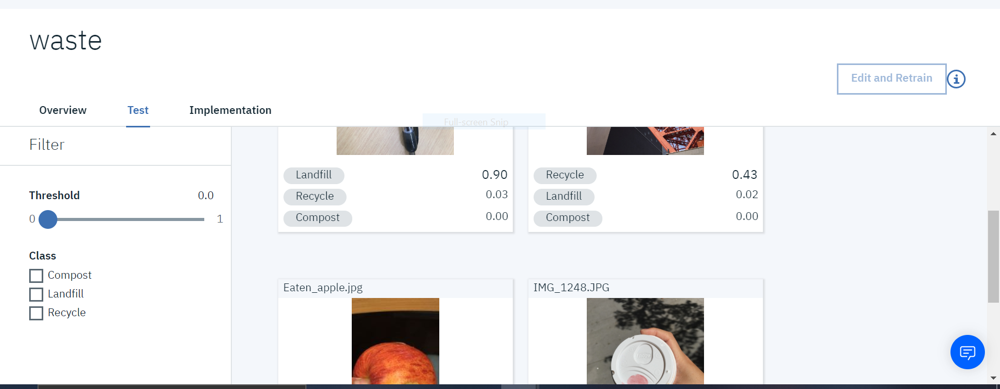 waste
Edit and Retrain
Overview Test Implementation
Full-screen Snip
Filter
Threshold 0.0
0 1
Class
Compost
Landfill
Recycle
Landfill 0.90
Recycle 0.03
Compost 0.00
Recycle 0.43
Landfill 0.02
Compost 0.00
Eaten_apple.jpg
IMG_1248.JPG